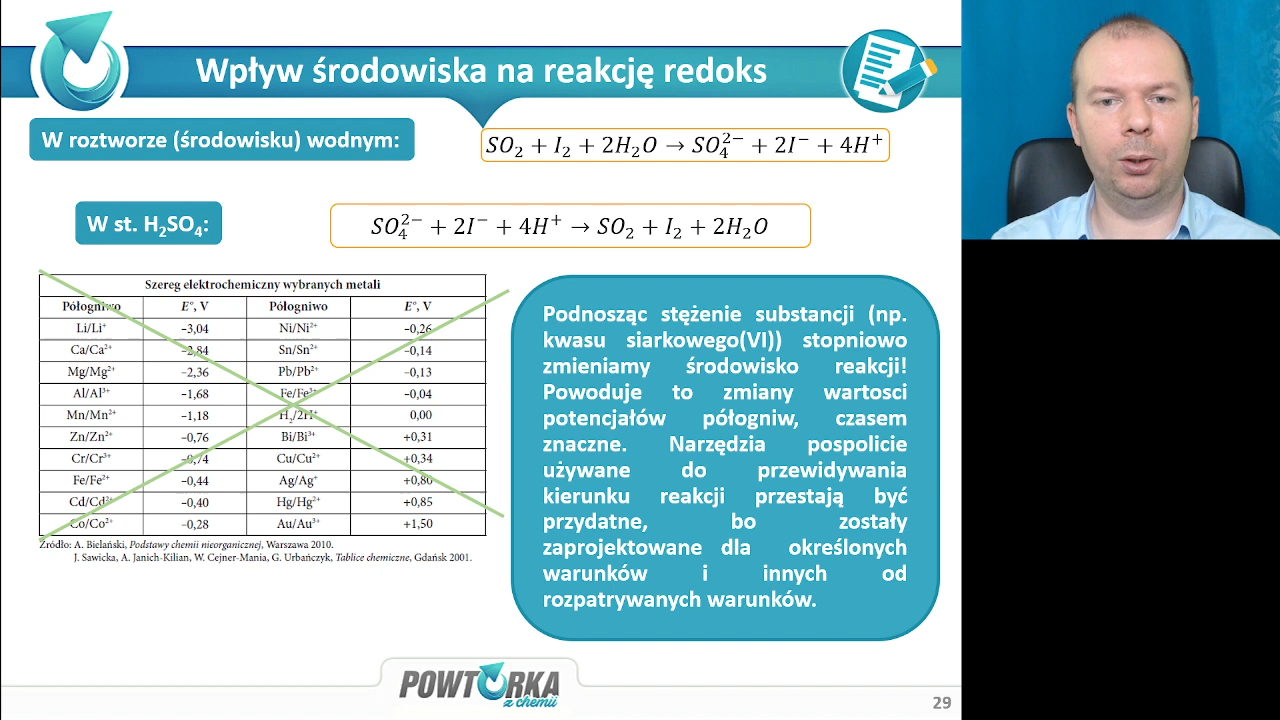 Wpływ środowiska na reakcję redoks
W roztworze (środowisku) wodnym:
SO₂ + I₂ + 2H₂O → SO₄²⁻ + 2I⁻ + 4H⁺
W st. H₂SO₄:
SO₄²⁻ + 2I⁻ + 4H⁺ → SO₂ + I₂ + 2H₂O
Szereg elektrochemiczny wybranych metali
Półogniwo E°, V Półogniwo E°, V
Li/Li⁺ –3,04 Ni/Ni²⁺ –0,26
Ca/Ca²⁺ –2,84 Sn/Sn²⁺ –0,14
Mg/Mg²⁺ –2,36 Pb/Pb²⁺ –0,13
Al/Al³⁺ –1,68 Fe/Fe³⁺ –0,04
Mn/Mn²⁺ –1,18 H₂/2H⁺ 0,00
Zn/Zn²⁺ –0,76 Bi/Bi³⁺ +0,31
Cr/Cr³⁺ –0,74 Cu/Cu²⁺ +0,34
Fe/Fe²⁺ –0,44 Ag/Ag⁺ +0,80
Cd/Cd²⁺ –0,40 Hg/Hg²⁺ +0,85
Co/Co²⁺ –0,28 Au/Au³⁺ +1,50
Źródło: A. Bielański, Podstawy chemii nieorganicznej, Warszawa 2010.
J. Sawicka, A. Janich-Kilian, W. Cejner-Mania, G. Urbańczyk, Tablice chemiczne, Gdańsk 2001.
Podnosząc stężenie substancji (np.
kwasu siarkowego(VI)) stopniowo
zmieniamy środowisko reakcji!
Powoduje to zmiany wartosci
potencjałów półogniw, czasem
znaczne. Narzędzia pospolicie
używane do przewidywania
kierunku reakcji przestają być
przydatne, bo zostały
zaprojektowane dla określonych
warunków i innych od
rozpatrywanych warunków.
POWTÓRKA
z chemii
29